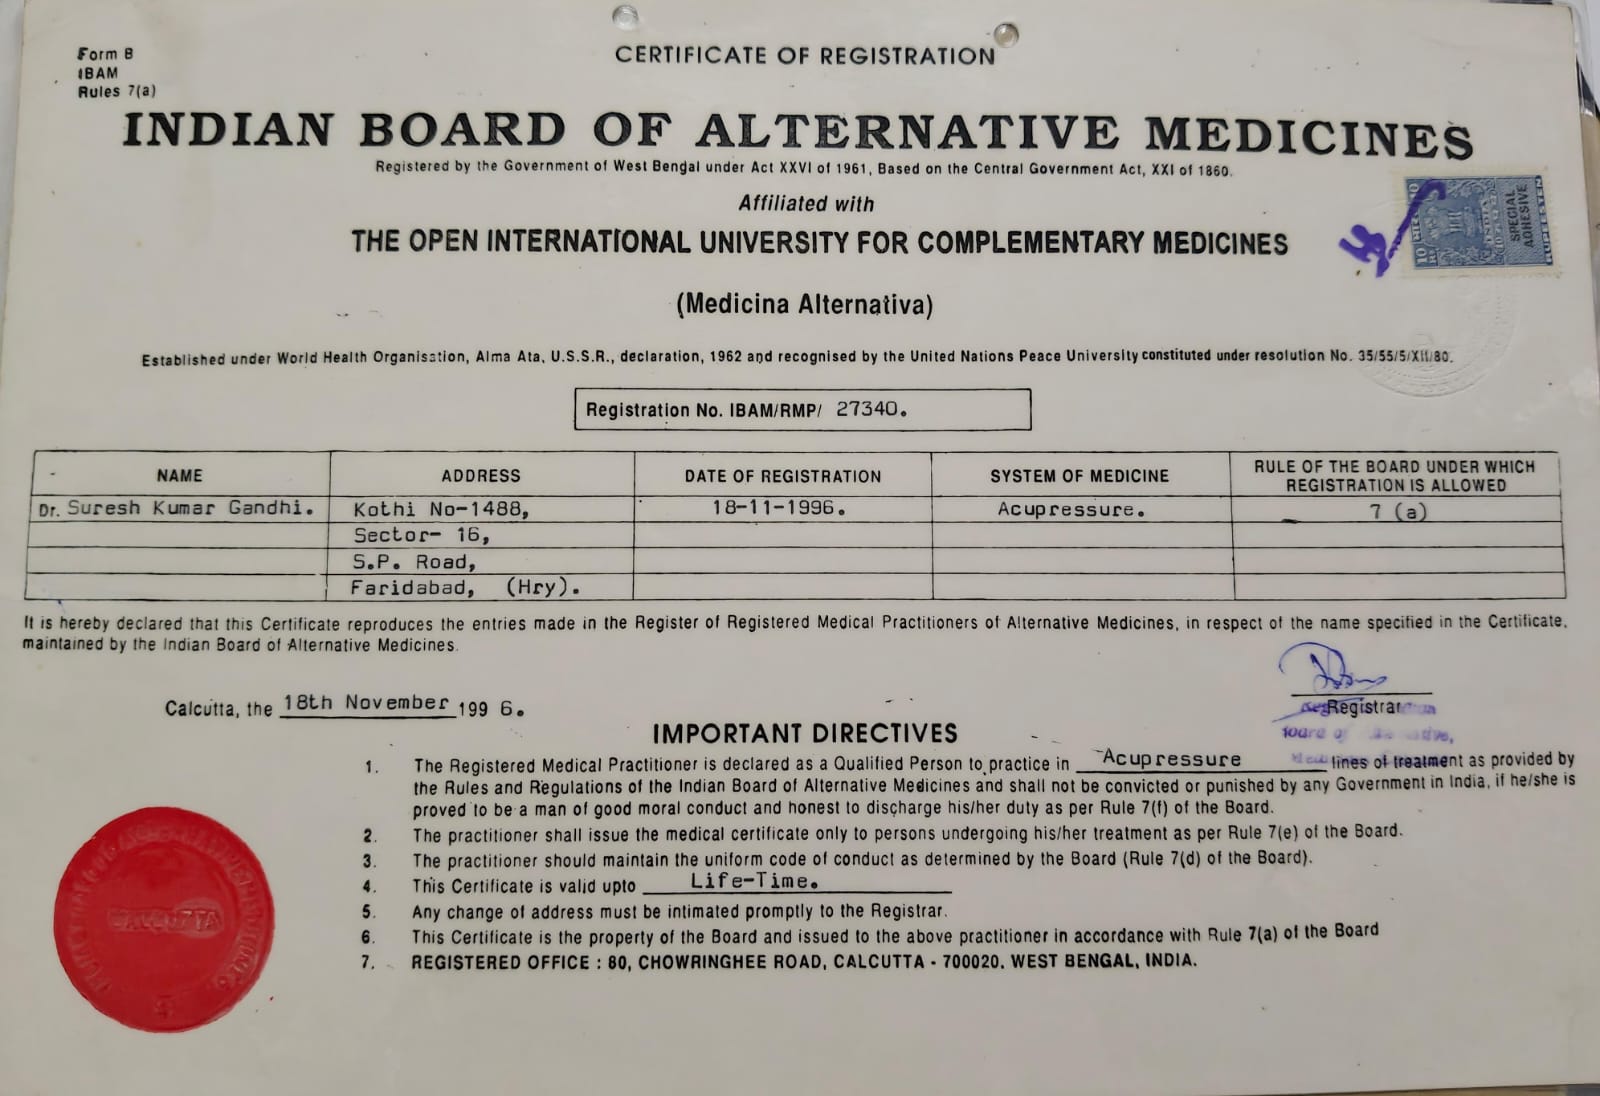 Form B
IBAM
Rules 7(a)
CERTIFICATE OF REGISTRATION
INDIAN BOARD OF ALTERNATIVE MEDICINES
Registered by the Government of West Bengal under Act XXVI of 1961, Based on the Central Government Act, XXI of 1860.
Affiliated with
THE OPEN INTERNATIONAL UNIVERSITY FOR COMPLEMENTARY MEDICINES
10 INDIA SPECIAL ADHESIVE RUPES TEN
(Medicina Alternativa)
Established under World Health Organisation, Alma Ata, U.S.S.R., declaration, 1962 and recognised by the United Nations Peace University constituted under resolution No. 35/55/5/XII/80.
Registration No. IBAM/RMP/ 27340.
NAME ADDRESS DATE OF REGISTRATION SYSTEM OF MEDICINE RULE OF THE BOARD UNDER WHICH REGISTRATION IS ALLOWED
Dr. Suresh Kumar Gandhi. Kothi No-1488, 18-11-1996. Acupressure. 7 (a)
Sector- 16,
S.P. Road,
Faridabad, (Hry).
It is hereby declared that this Certificate reproduces the entries made in the Register of Registered Medical Practitioners of Alternative Medicines, in respect of the name specified in the Certificate,
maintained by the Indian Board of Alternative Medicines.
Calcutta, the 18th November 1996.
Registrar
IMPORTANT DIRECTIVES
1. The Registered Medical Practitioner is declared as a Qualified Person to practice in Acupressure lines of treatment as provided by
the Rules and Regulations of the Indian Board of Alternative Medicines and shall not be convicted or punished by any Government in India, if he/she is
proved to be a man of good moral conduct and honest to discharge his/her duty as per Rule 7(f) of the Board.
2. The practitioner shall issue the medical certificate only to persons undergoing his/her treatment as per Rule 7(e) of the Board.
3. The practitioner should maintain the uniform code of conduct as determined by the Board (Rule 7(d) of the Board).
4. This Certificate is valid upto Life-Time.
5. Any change of address must be intimated promptly to the Registrar.
6. This Certificate is the property of the Board and issued to the above practitioner in accordance with Rule 7(a) of the Board
7. REGISTERED OFFICE : 80, CHOWRINGHEE ROAD, CALCUTTA - 700020. WEST BENGAL, INDIA.
CALCUTTA